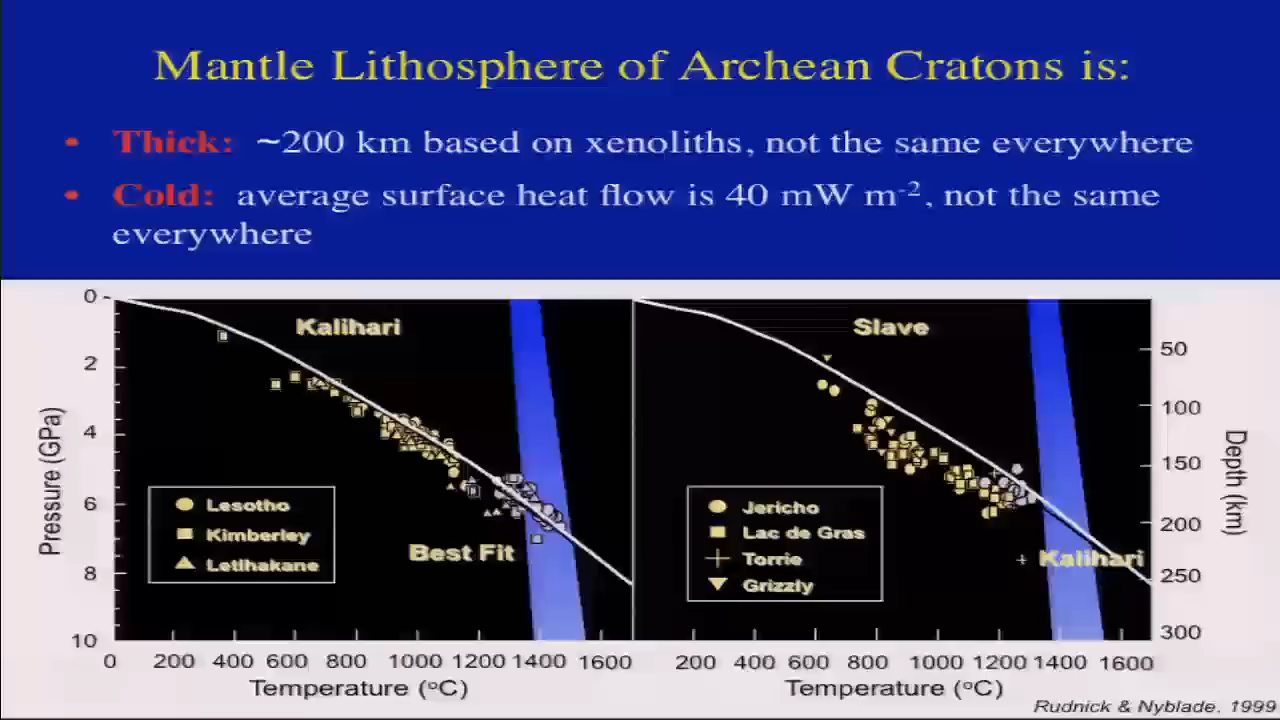 Mantle Lithosphere of Archean Cratons is:
• Thick: ~200 km based on xenoliths, not the same everywhere
• Cold: average surface heat flow is 40 mW m-2, not the same
everywhere
Kalihari
Slave
Pressure (GPa)
0
2
4
6
8
10
Lesotho
Kimberley
Letlhakane
Best Fit
Jericho
Lac de Gras
Torrie
Grizzly
Kalihari
50
100
150
200
250
300
Depth (km)
0 200 400 600 800 1000 1200 1400 1600
200 400 600 800 1000 1200 1400 1600
Temperature (°C)
Temperature (°C)
Rudnick & Nyblade, 1999